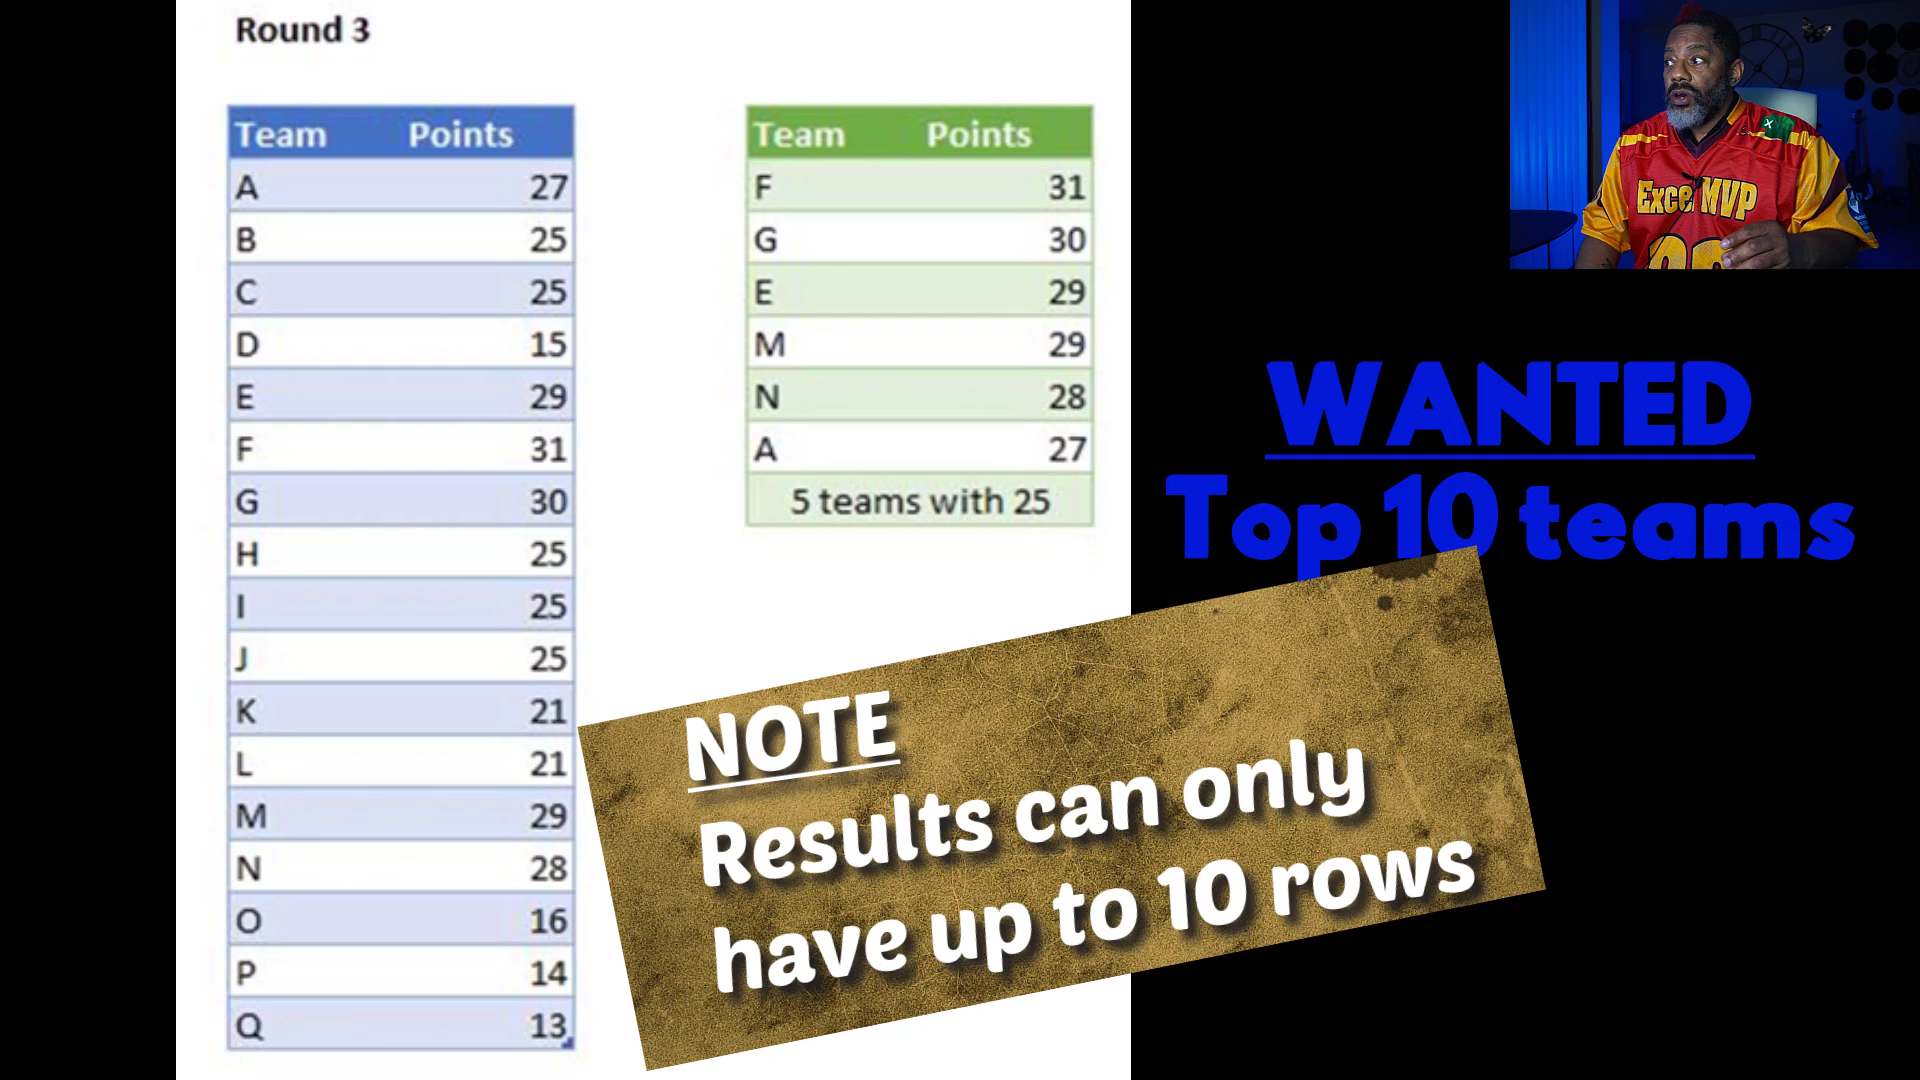 Round 3
Team Points
A 27
B 25
C 25
D 15
E 29
F 31
G 30
H 25
I 25
J 25
K 21
L 21
M 29
N 28
O 16
P 14
Q 13
Team Points
F 31
G 30
E 29
M 29
N 28
A 27
5 teams with 25
Excel MVP
WANTED
Top 10 teams
NOTE
Results can only
have up to 10 rows